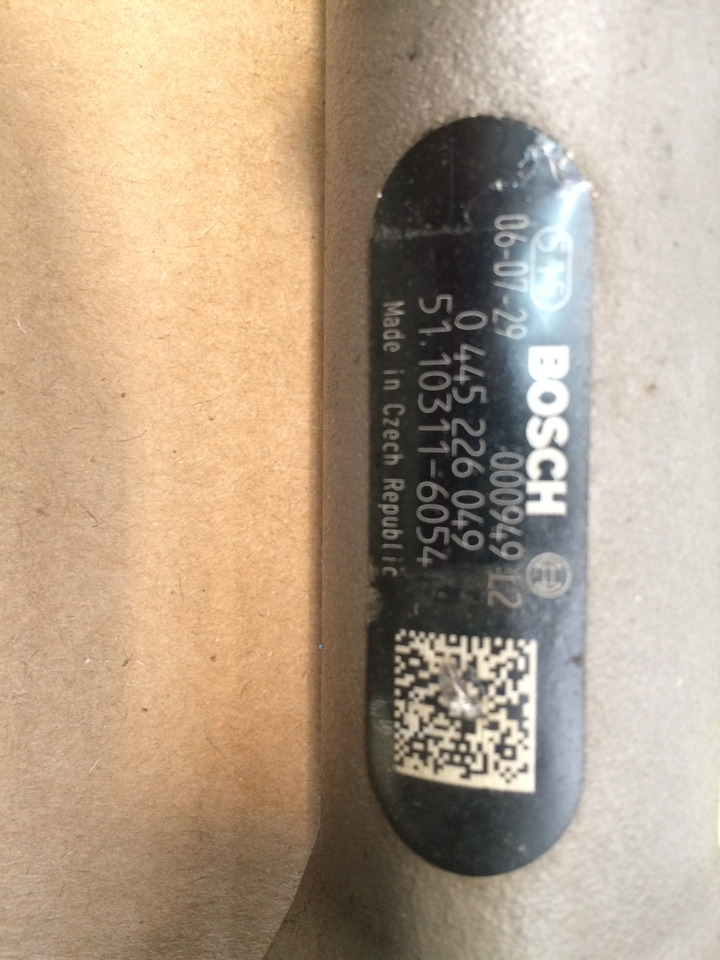 BOSCH
06-07-29 000949 L2
0 445 226 049
51.10311-6054
Made in Czech Republic